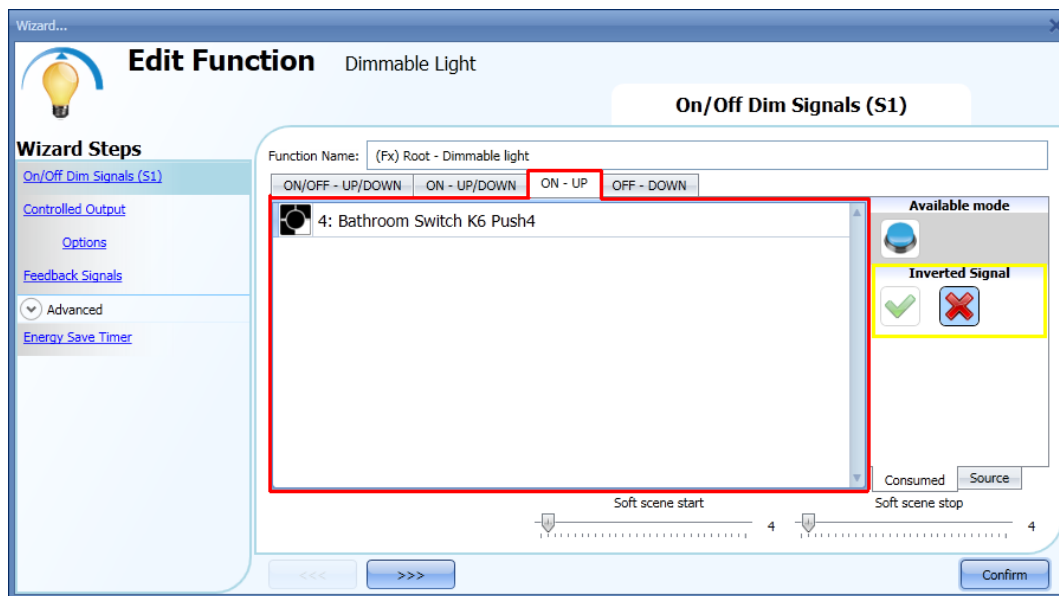 Wizard...
Edit Function Dimmable Light
On/Off Dim Signals (S1)
Wizard Steps
On/Off Dim Signals (S1)
Controlled Output
Options
Feedback Signals
Advanced
Energy Save Timer
Function Name: (Fx) Root - Dimmable light
ON/OFF - UP/DOWN ON - UP/DOWN ON - UP OFF - DOWN
4: Bathroom Switch K6 Push4
Available mode
Inverted Signal
Consumed Source
Soft scene start Soft scene stop
4 4
<<< >>> Confirm